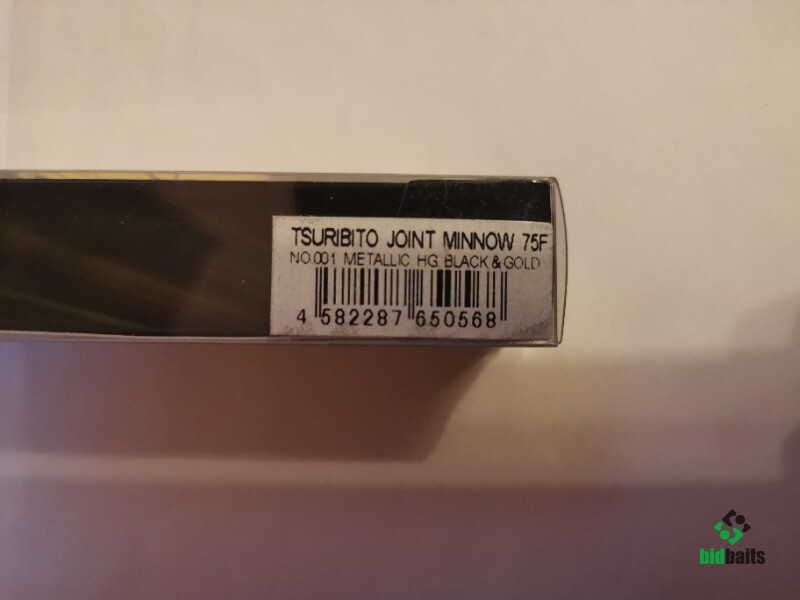 TSURIBITO JOINT MINNOW 75F
NO.001 METALLIC HG. BLACK & GOLD
4 582287 650568
bidbaits